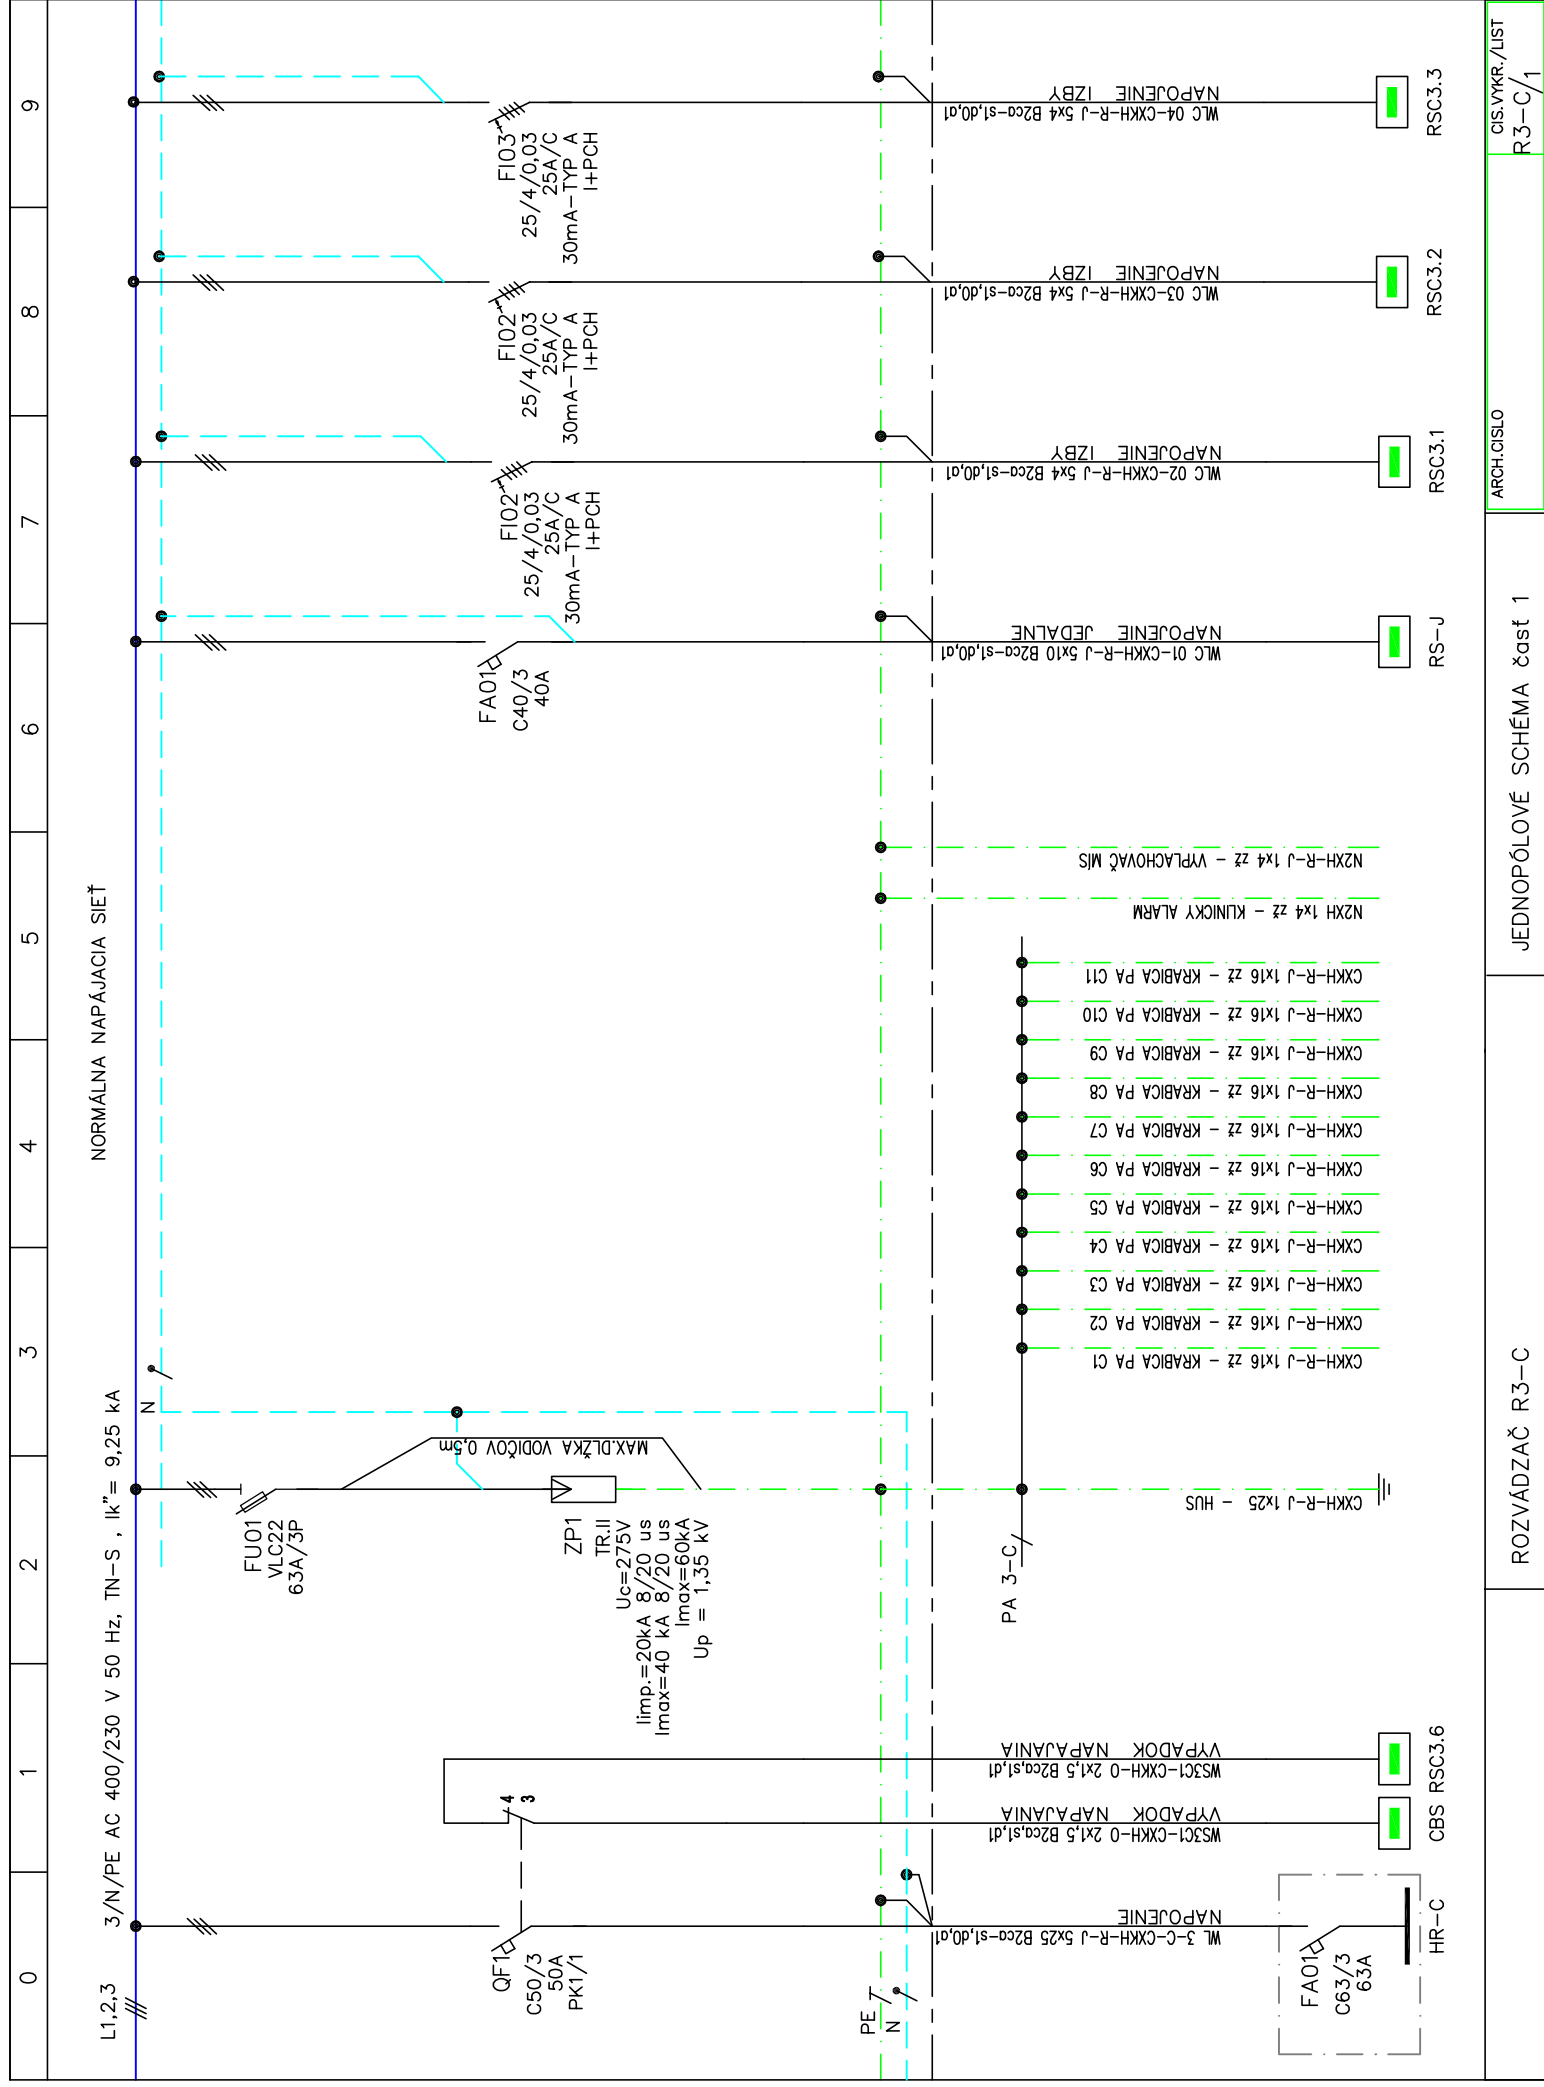 0
1
2
3
4
5
6
7
8
9
L1,2,3
3/N/PE AC 400/230 V 50 Hz, TN-S , Ik"= 9,25 kA
NORMÁLNA NAPÁJACIA SIEŤ
N
QF1
C50/3
50A
PK1/1
4
3
FU01
VLC22
63A/3P
MAX.DLŽKA VODIČOV 0,5m
ZP1
TR.II
Uc=275V
Iimp.=20kA 8/20 us
Imax=40 kA 8/20 us
Imax=60kA
Up = 1,35 kV
FA01
C40/3
40A
FI02
25/4/0,03
25A/C
30mA-TYP A
I+PCH
FI02
25/4/0,03
25A/C
30mA-TYP A
I+PCH
FI03
25/4/0,03
25A/C
30mA-TYP A
I+PCH
PE
N
WL 3-C-CXKH-R-J 5x25 B2ca-s1,d0,a1
NAPOJENIE
WS3C1-CXKH-O 2x1,5 B2ca,s1,d1
VYPADOK NAPAJANIA
WS3C1-CXKH-O 2x1,5 B2ca,s1,d1
VYPADOK NAPAJANIA
PA 3-C
CXKH-R-J 1x25 - HUS
CXKH-R-J 1x16 zž - KRABICA PA C1
CXKH-R-J 1x16 zž - KRABICA PA C2
CXKH-R-J 1x16 zž - KRABICA PA C3
CXKH-R-J 1x16 zž - KRABICA PA C4
CXKH-R-J 1x16 zž - KRABICA PA C5
CXKH-R-J 1x16 zž - KRABICA PA C6
CXKH-R-J 1x16 zž - KRABICA PA C7
CXKH-R-J 1x16 zž - KRABICA PA C8
CXKH-R-J 1x16 zž - KRABICA PA C9
CXKH-R-J 1x16 zž - KRABICA PA C10
CXKH-R-J 1x16 zž - KRABICA PA C11
N2XH 1x4 zž - KLINICKY ALARM
N2XH-R-J 1x4 zž - VYPLACHOVAČ MÍS
WLC 01-CXKH-R-J 5x10 B2ca-s1,d0,a1
NAPOJENIE JEDALNE
WLC 02-CXKH-R-J 5x4 B2ca-s1,d0,a1
NAPOJENIE IZBY
WLC 03-CXKH-R-J 5x4 B2ca-s1,d0,a1
NAPOJENIE IZBY
WLC 04-CXKH-R-J 5x4 B2ca-s1,d0,a1
NAPOJENIE IZBY
FA01
C63/3
63A
HR-C
CBS
RSC3.6
RS-J
RSC3.1
RSC3.2
RSC3.3
ROZVÁDZAČ R3-C
JEDNOPÓLOVÉ SCHÉMA časť 1
ARCH.CISLO
CIS.VYKR./LIST
R3-C/1